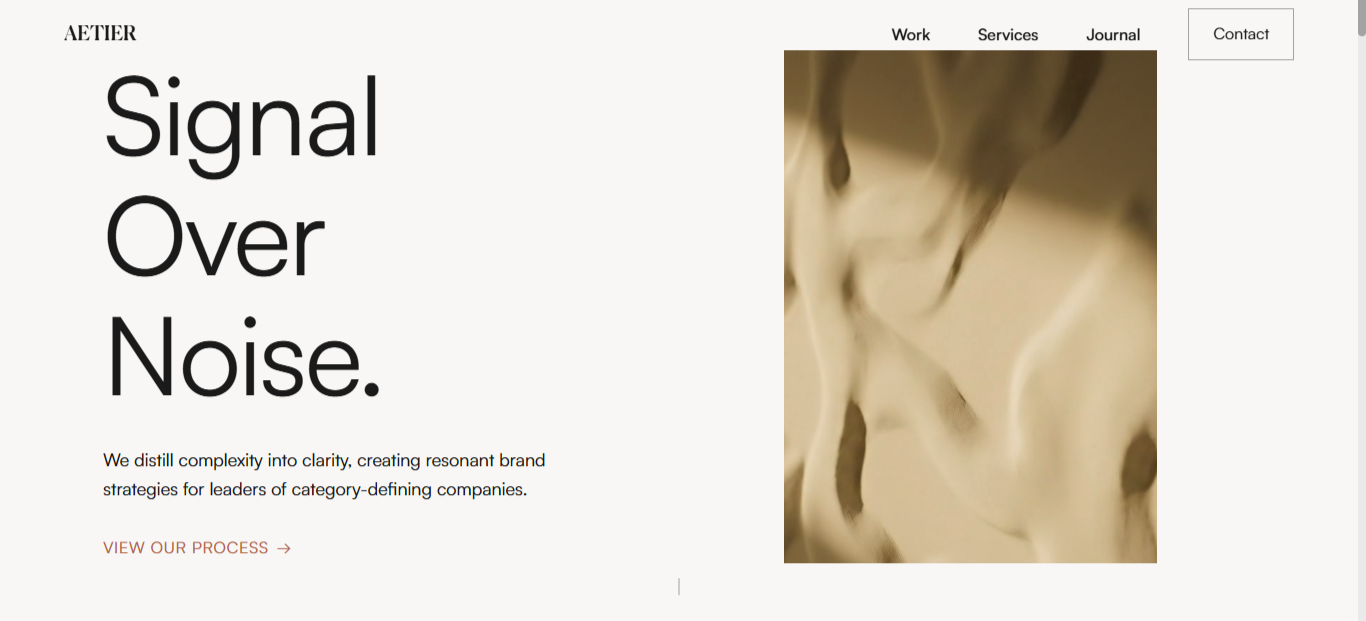 AETIER
Work
Services
Journal
Contact
Signal
Over
Noise.
We distill complexity into clarity, creating resonant brand
strategies for leaders of category-defining companies.
VIEW OUR PROCESS →